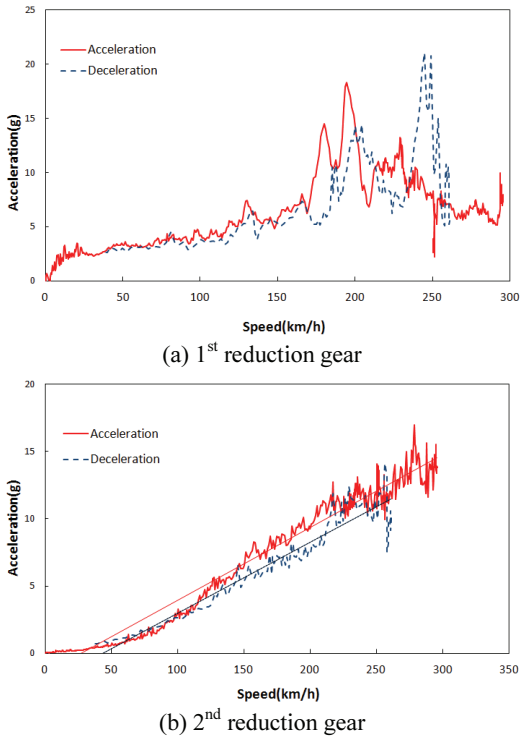 25
20
15
10
5
0
Acceleration(g)
Acceleration
Deceleration
0 50 100 150 200 250 300
Speed(km/h)
(a) 1st reduction gear
20
15
10
5
0
Acceleration(g)
Acceleration
Deceleration
0 50 100 150 200 250 300 350
Speed(km/h)
(b) 2nd reduction gear